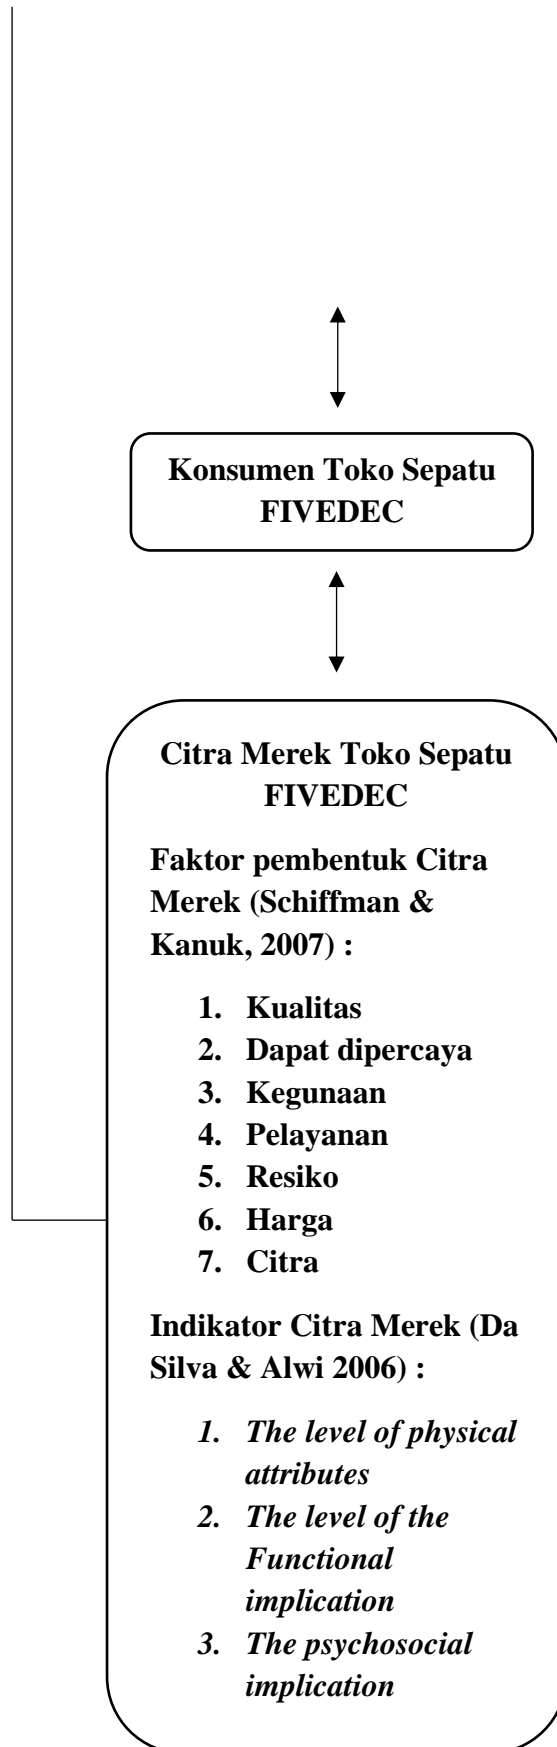 Konsumen Toko Sepatu
FIVEDEC
Citra Merek Toko Sepatu
FIVEDEC
Faktor pembentuk Citra
Merek (Schiffman &
Kanuk, 2007) :
1. Kualitas
2. Dapat dipercaya
3. Kegunaan
4. Pelayanan
5. Resiko
6. Harga
7. Citra
Indikator Citra Merek (Da
Silva & Alwi 2006) :
1. The level of physical
attributes
2. The level of the
Functional
implication
3. The psychosocial
implication